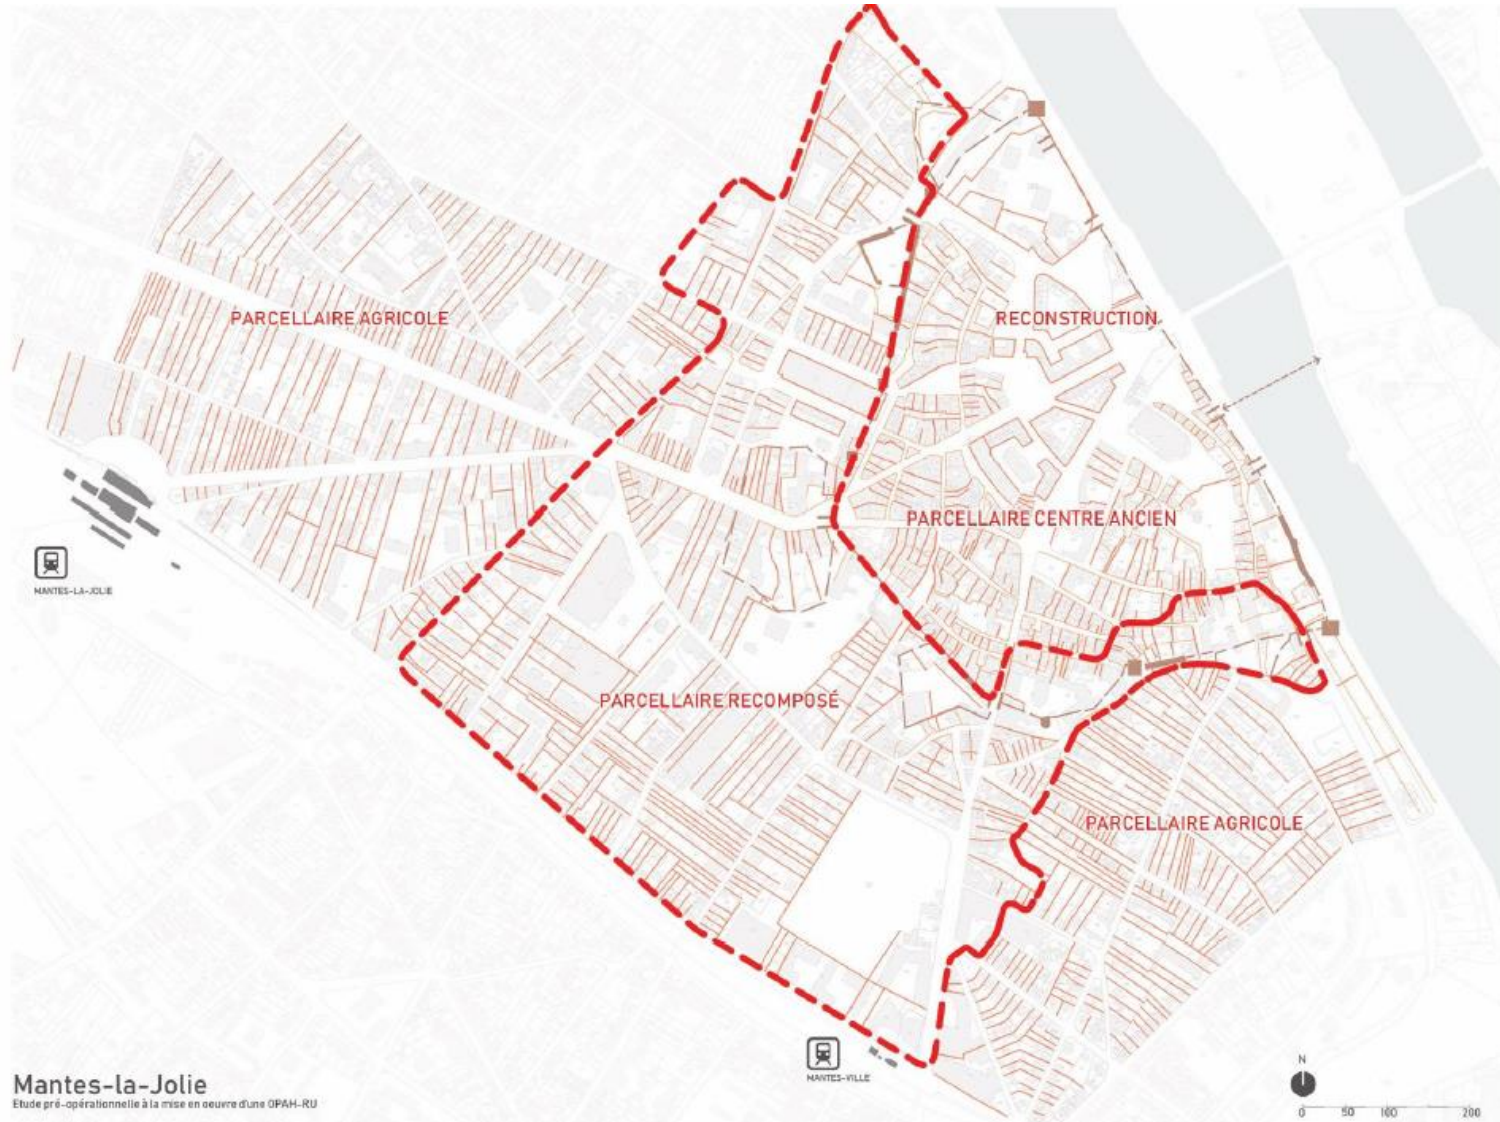 PARCELLAIRE AGRICOLE
RECONSTRUCTION
PARCELLAIRE CENTRE ANCIEN
MANTES-LA-JOLIE
PARCELLAIRE RECOMPOSÉ
PARCELLAIRE AGRICOLE
MANTES-VILLE
Mantes-la-Jolie
Etude pré-opérationnelle à la mise en oeuvre d'une OPAH-RU
N
0 50 100 200